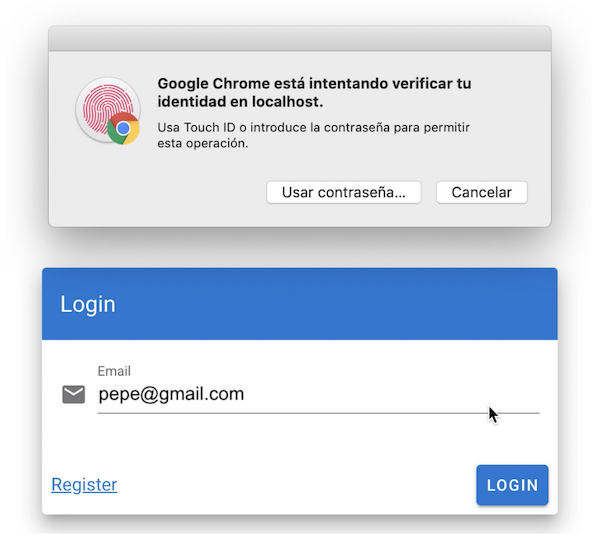 Google Chrome está intentando verificar tu
identidad en localhost.
Usa Touch ID o introduce la contraseña para permitir
esta operación.
Usar contraseña... Cancelar
Login
Email
pepe@gmail.com
Register LOGIN